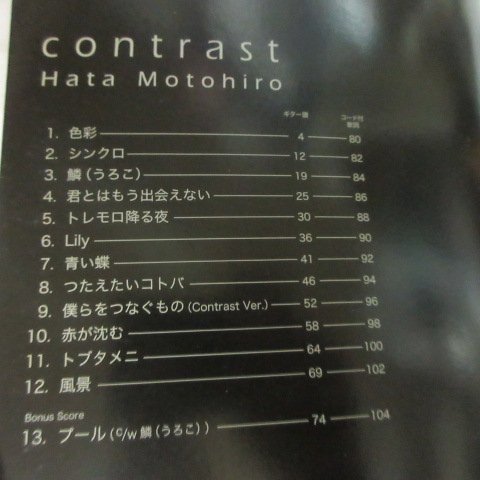 contrast
Hata Motohiro
ギター譜 コード付歌詞
1. 色彩 4 80
2. シンクロ 12 82
3. 鱗(うろこ) 19 84
4. 君とはもう出会えない 25 86
5. トレモロ降る夜 30 88
6. Lily 36 90
7. 青い蝶 41 92
8. つたえたいコトバ 46 94
9. 僕らをつなぐもの (Contrast Ver.) 52 96
10. 赤が沈む 58 98
11. トブタメニ 64 100
12. 風景 69 102
Bonus Score
13. プール (c/w 鱗(うろこ)) 74 104